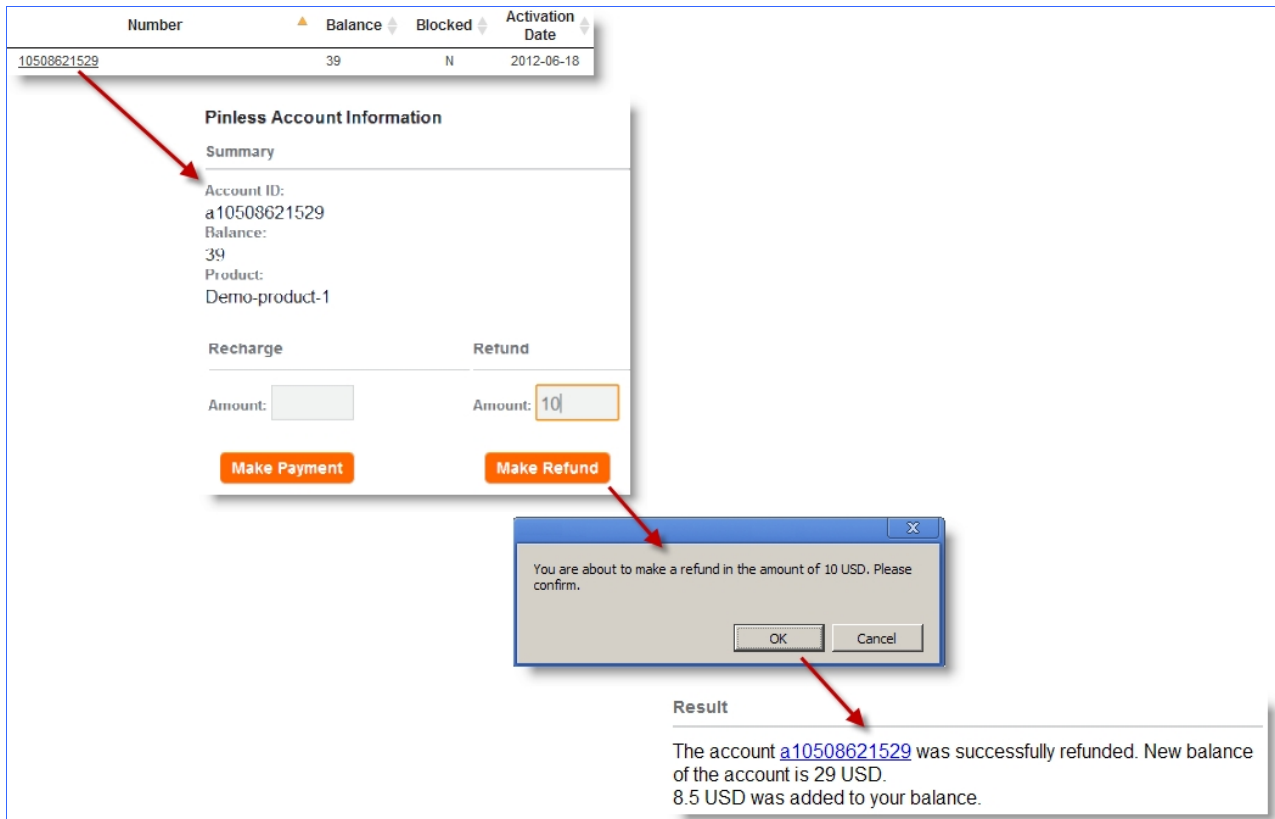 Number Balance Blocked Activation Date
10508621529 39 N 2012-06-18
Pinless Account Information
Summary
Account ID:
a10508621529
Balance:
39
Product:
Demo-product-1
Recharge Refund
Amount: Amount: 10
Make Payment Make Refund
X
You are about to make a refund in the amount of 10 USD. Please
confirm.
OK Cancel
Result
The account a10508621529 was successfully refunded. New balance
of the account is 29 USD.
8.5 USD was added to your balance.